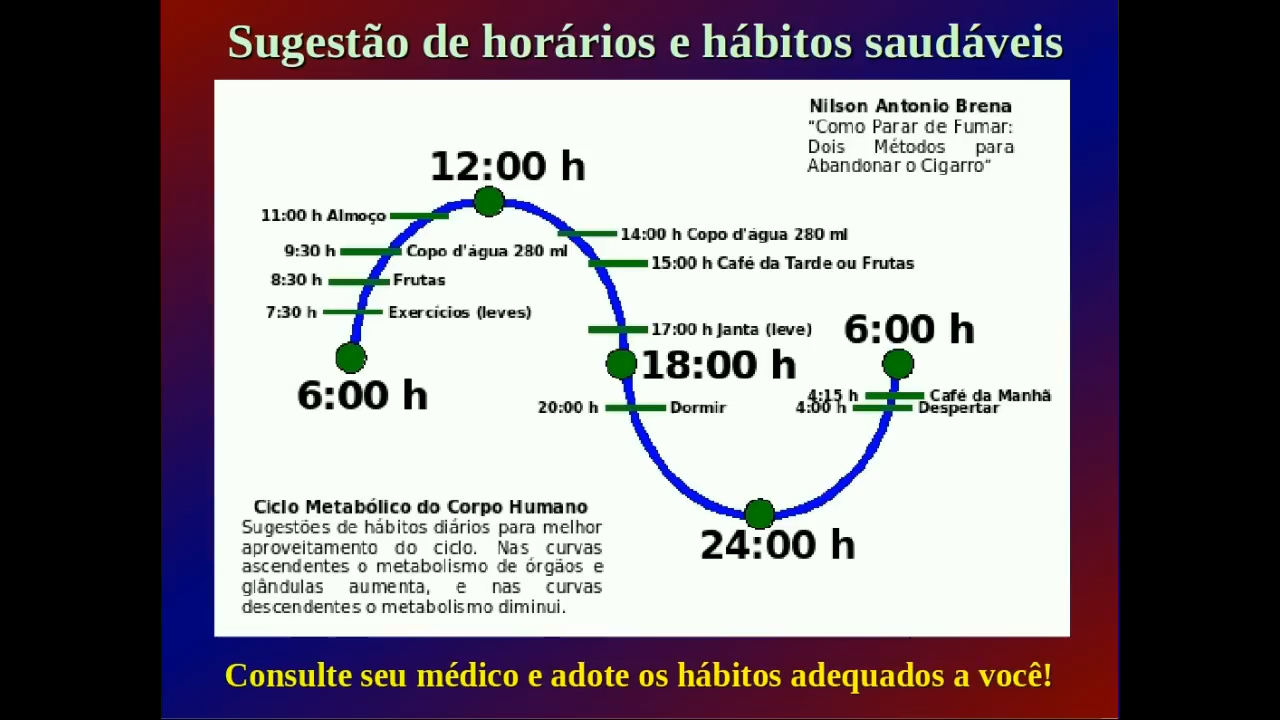 Sugestão de horários e hábitos saudáveis
Nilson Antonio Brena
"Como Parar de Fumar:
Dois Métodos para
Abandonar o Cigarro"
12:00 h
11:00 h Almoço
9:30 h Copo d'água 280 ml
8:30 h Frutas
7:30 h Exercícios (leves)
6:00 h
14:00 h Copo d'água 280 ml
15:00 h Café da Tarde ou Frutas
17:00 h Janta (leve)
18:00 h
20:00 h Dormir
6:00 h
4:15 h Café da Manhã
4:00 h Despertar
24:00 h
Ciclo Metabólico do Corpo Humano
Sugestões de hábitos diários para melhor
aproveitamento do ciclo. Nas curvas
ascendentes o metabolismo de órgãos e
glândulas aumenta, e nas curvas
descendentes o metabolismo diminui.
Consulte seu médico e adote os hábitos adequados a você!